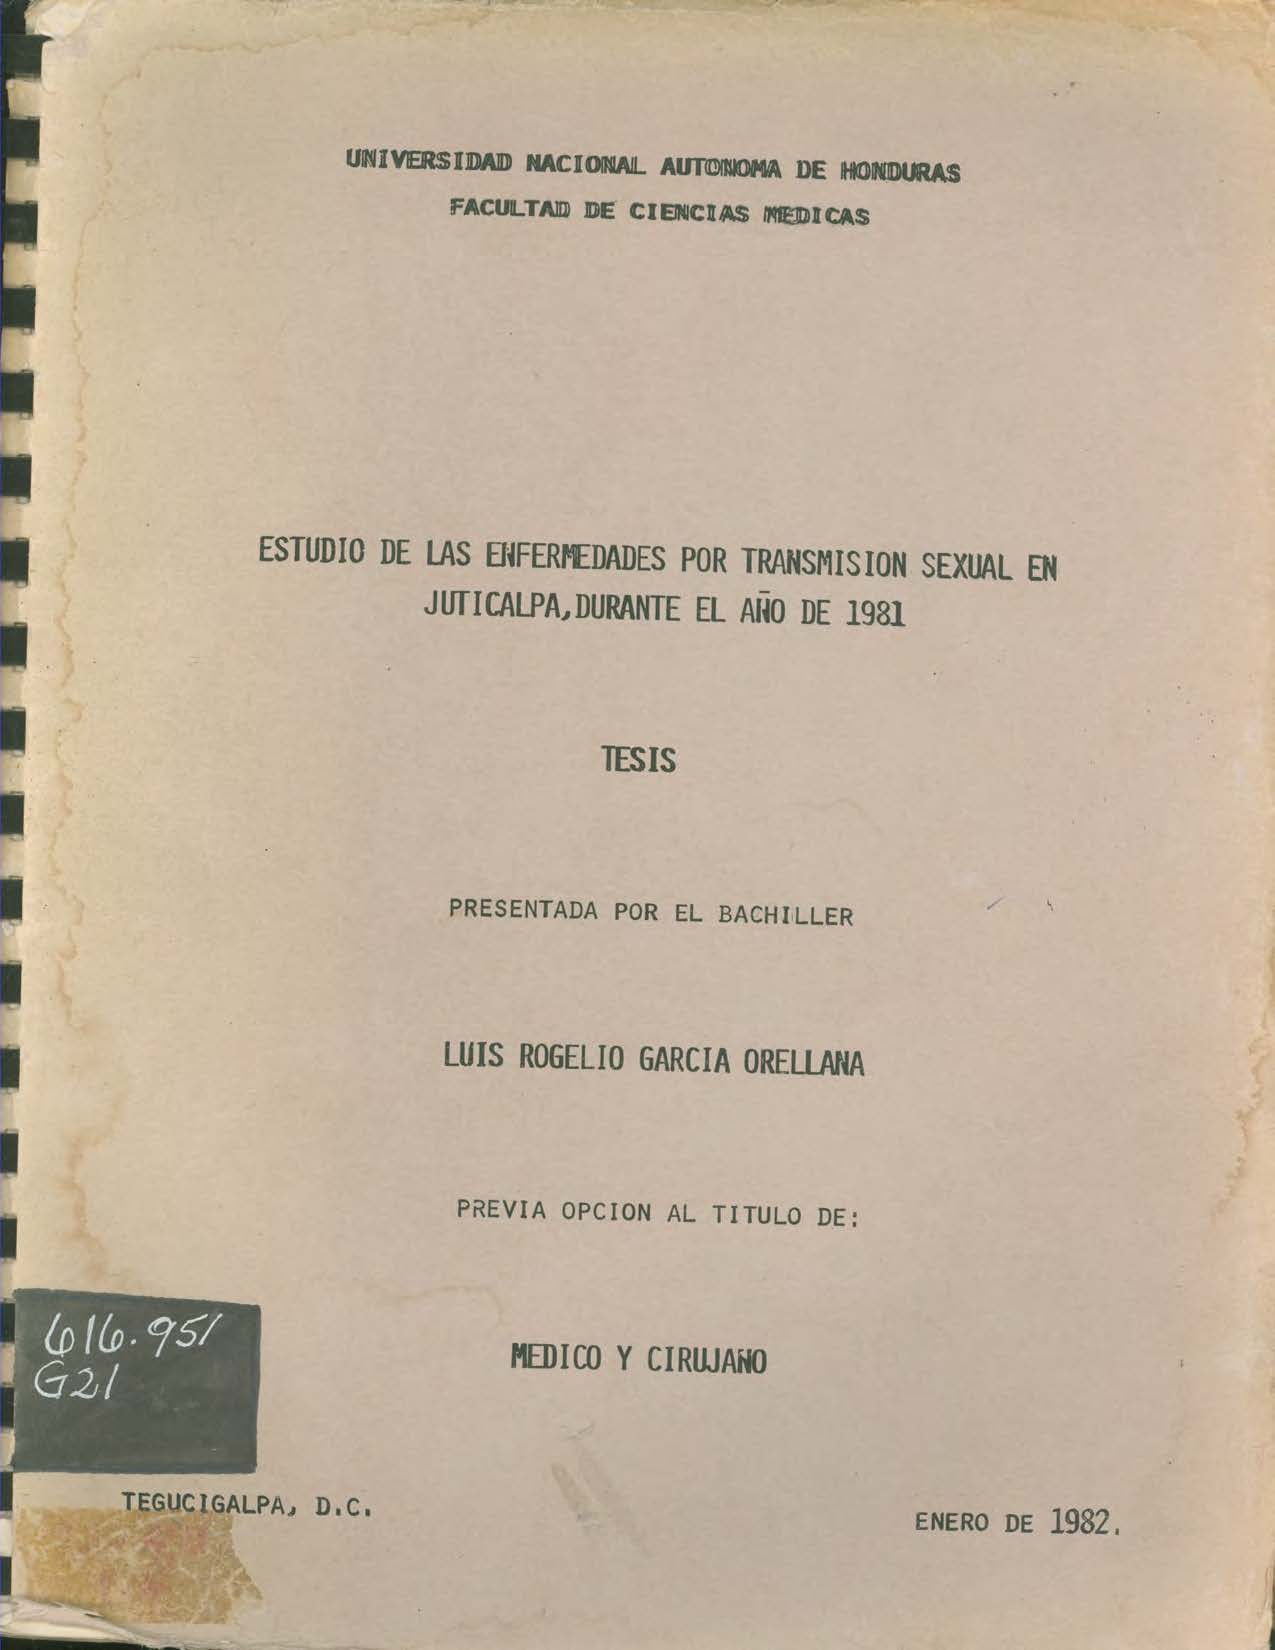 UNIVERSIDAD NACIONAL AUTONOMA DE HONDURAS
FACULTAD DE CIENCIAS MEDICAS
ESTUDIO DE LAS ENFERMEDADES POR TRANSMISION SEXUAL EN
JUTICALPA, DURANTE EL AÑO DE 1981
TESIS
PRESENTADA POR EL BACHILLER
LUIS ROGELIO GARCIA ORELLANA
PREVIA OPCION AL TITULO DE:
MEDICO Y CIRUJANO
616.951
G21
TEGUCIGALPA, D.C.
ENERO DE 1982.